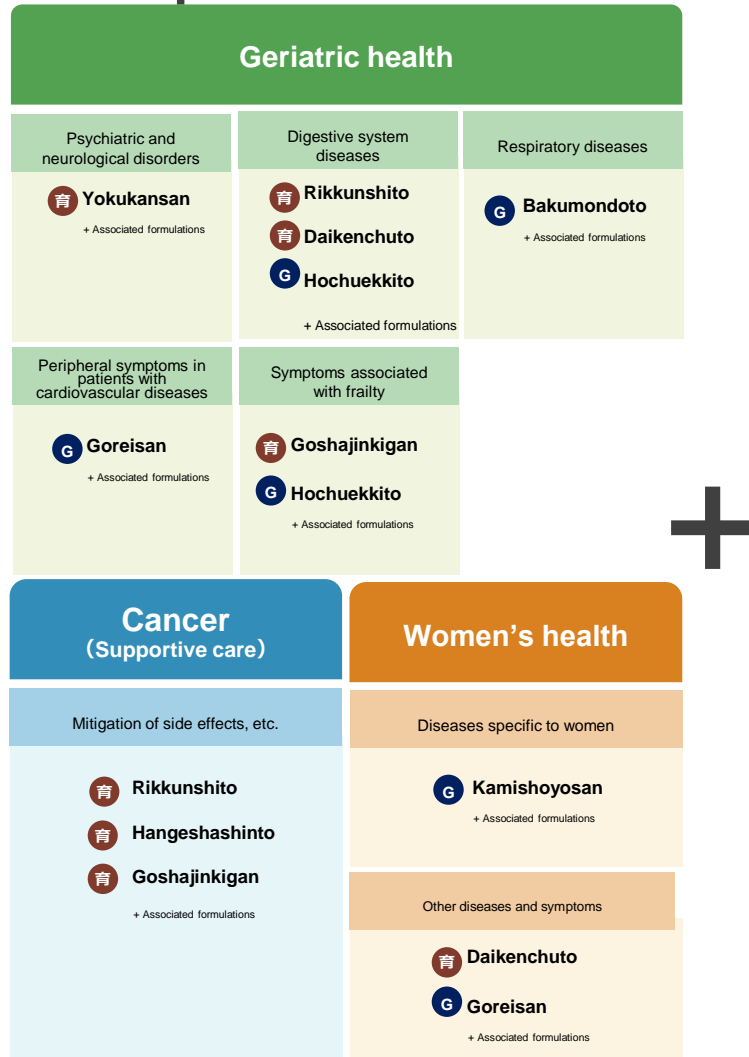 Geriatric health
Psychiatric and
neurological disorders
育 Yokukansan
+ Associated formulations
Digestive system
diseases
育 Rikkunshito
育 Daikenchuto
G Hochuekkito
+ Associated formulations
Respiratory diseases
G Bakumondoto
+ Associated formulations
Peripheral symptoms in
patients with
cardiovascular diseases
G Goreisan
+ Associated formulations
Symptoms associated
with frailty
育 Goshajinkigan
G Hochuekkito
+ Associated formulations
+
Cancer
（Supportive care）
Mitigation of side effects, etc.
育 Rikkunshito
育 Hangeshashinto
育 Goshajinkigan
+ Associated formulations
Women's health
Diseases specific to women
G Kamishoyosan
+ Associated formulations
Other diseases and symptoms
育 Daikenchuto
G Goreisan
+ Associated formulations